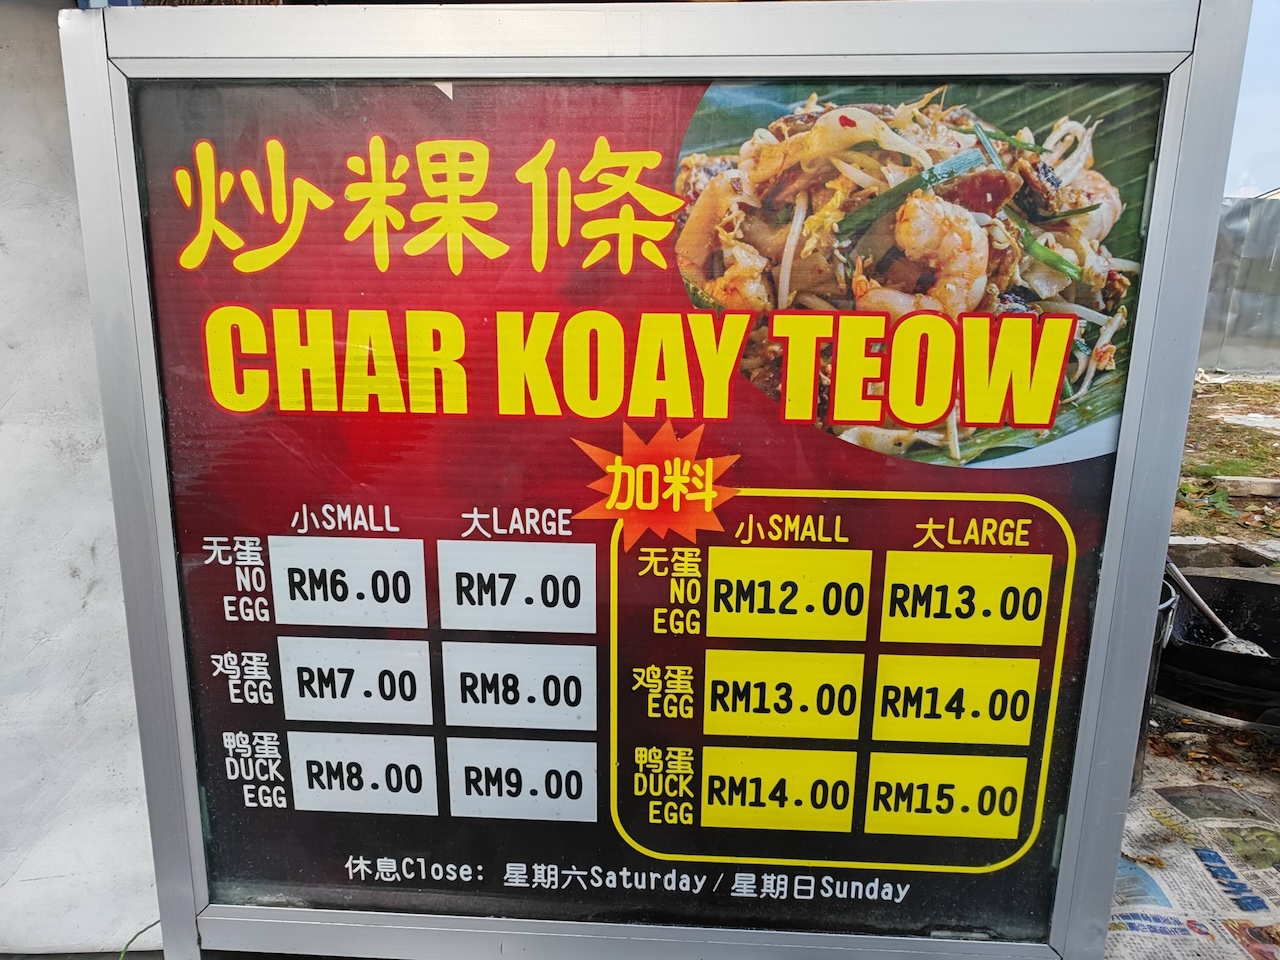 炒粿條
CHAR KOAY TEOW
小SMALL 大LARGE
无蛋 NO EGG RM6.00 RM7.00
鸡蛋 EGG RM7.00 RM8.00
鸭蛋 DUCK EGG RM8.00 RM9.00
加料
小SMALL 大LARGE
无蛋 NO EGG RM12.00 RM13.00
鸡蛋 EGG RM13.00 RM14.00
鸭蛋 DUCK EGG RM14.00 RM15.00
休息Close: 星期六Saturday/星期日Sunday